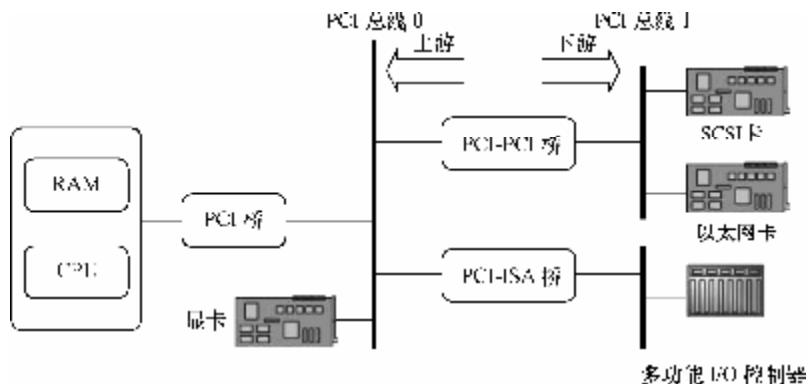 PCI 总线 0
PCI 总线 1
上游
下游
SCSI 卡
PCI-PCI 桥
RAM
PCI 桥
以太网卡
CPU
PCI-ISA 桥
显卡
多功能 I/O 控制器